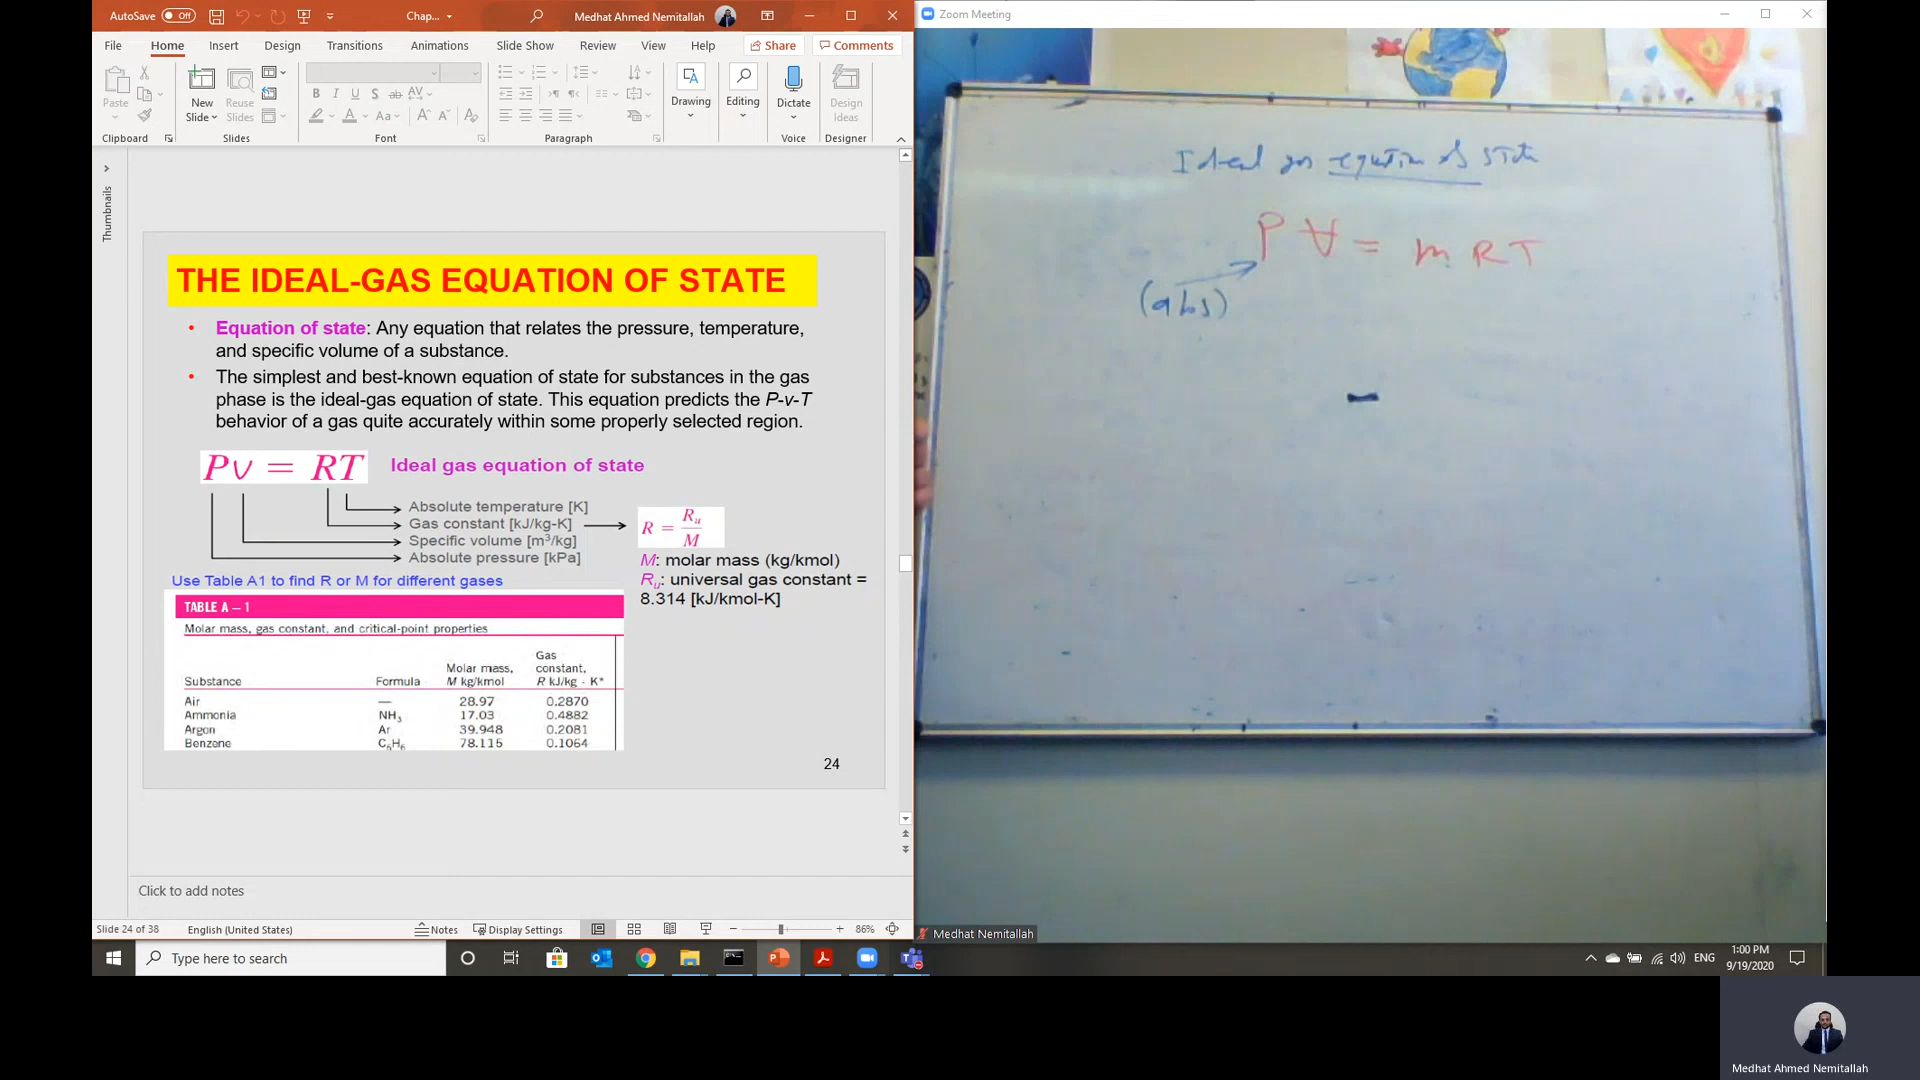 AutoSave Off Chap... Medhat Ahmed Nemitallah
File Home Insert Design Transitions Animations Slide Show Review View Help Share Comments
Paste New Slide Reuse Slides Drawing Editing Dictate Design Ideas
B I U S ab AV Aa A A
Clipboard Slides Font Paragraph Voice Designer
Thumbnails
THE IDEAL-GAS EQUATION OF STATE
• Equation of state: Any equation that relates the pressure, temperature,
and specific volume of a substance.
• The simplest and best-known equation of state for substances in the gas
phase is the ideal-gas equation of state. This equation predicts the P-v-T
behavior of a gas quite accurately within some properly selected region.
Pv = RT Ideal gas equation of state
Absolute temperature [K]
Gas constant [kJ/kg-K]
Specific volume [m³/kg]
Absolute pressure [kPa]
R = Ru/M
M: molar mass (kg/kmol)
Ru: universal gas constant =
8.314 [kJ/kmol-K]
Use Table A1 to find R or M for different gases
TABLE A – 1
Molar mass, gas constant, and critical-point properties
Substance Formula Molar mass, M kg/kmol Gas constant, R kJ/kg · K*
Air — 28.97 0.2870
Ammonia NH₃ 17.03 0.4882
Argon Ar 39.948 0.2081
Benzene C₆H₆ 78.115 0.1064
24
Click to add notes
Slide 24 of 38 English (United States) Notes Display Settings 86%
Type here to search
Zoom Meeting
Ideal gas equation of state
P V = m R T
(abs)
Medhat Nemitallah
ENG
1:00 PM
9/19/2020
Medhat Ahmed Nemitallah